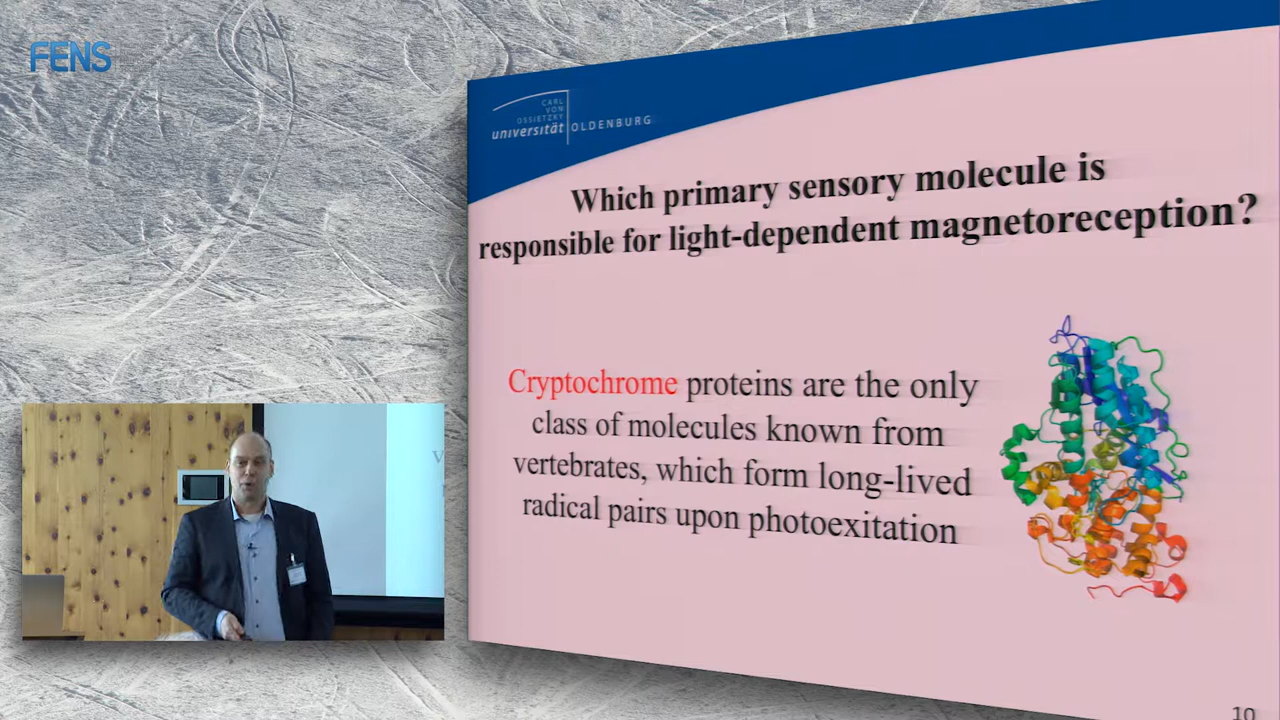 FENS
CARL
VON
OSSIETZKY
universität OLDENBURG
Which primary sensory molecule is
responsible for light-dependent magnetoreception?
Cryptochrome proteins are the only
class of molecules known from
vertebrates, which form long-lived
radical pairs upon photoexitation
10